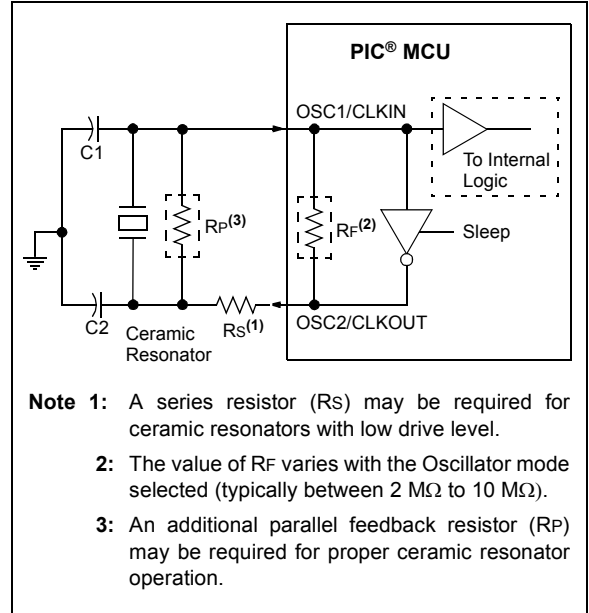 PIC® MCU
OSC1/CLKIN
C1
To Internal
Logic
RP(3)
RF(2)
Sleep
C2
Ceramic
Resonator
RS(1)
OSC2/CLKOUT
Note 1: A series resistor (RS) may be required for
ceramic resonators with low drive level.
2: The value of RF varies with the Oscillator mode
selected (typically between 2 MΩ to 10 MΩ).
3: An additional parallel feedback resistor (RP)
may be required for proper ceramic resonator
operation.